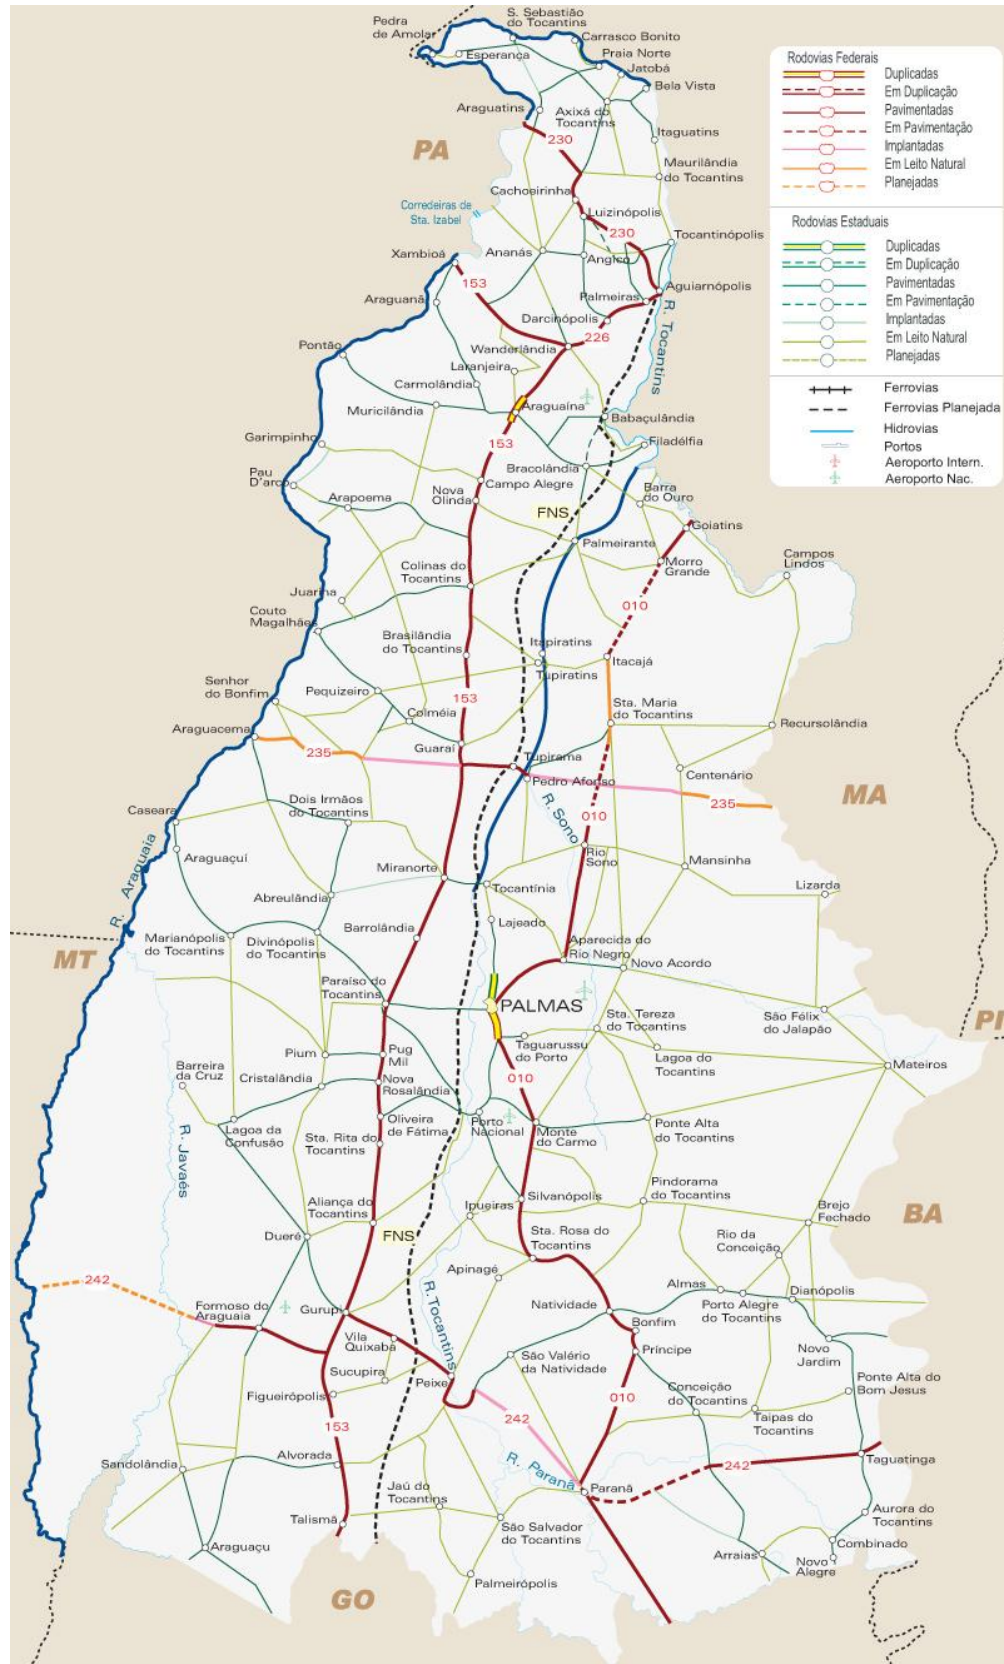 S. Sebastião
do Tocantins
Pedra
de Amolar
Carrasco Bonito
Esperança
Praia Norte
Jatobá
Bela Vista
Araguatins
Axixá do
Tocantins
230
Itaguatins
PA
Maurilândia
do Tocantins
Cachoeirinha
Corredeiras de
Sta. Izabel
Luizinópolis
230
Tocantinópolis
Xambioá
Ananás
Angico
153
Aguiarnópolis
Araguanã
Palmeiras
R. Tocantins
Darcinópolis
226
Pontão
Wanderlândia
Laranjeira
Carmolândia
Muricilândia
Araguaína
Babaçulândia
Garimpinho
153
Filadélfia
Bracolândia
Pau
D'arco
Campo Alegre
Nova
Olinda
Arapoema
Barra
do Ouro
FNS
Goiatins
Palmeirante
Campos
Lindos
Morro
Grande
Colinas do
Tocantins
Juarina
010
Couto
Magalhães
Brasilândia
do Tocantins
Itapiratins
Itacajá
Tupiratins
Senhor
do Bonfim
Pequizeiro
153
Sta. Maria
do Tocantins
Colméia
Recursolândia
Araguacema
Guaraí
235
Tupirama
Centenário
Pedro Afonso
MA
235
Dois Irmãos
do Tocantins
R. Sono
010
Caseara
Araguaçuí
R. Araguaia
Rio
Sono
Mansinha
Miranorte
Tocantínia
Lizarda
Abreulândia
Lajeado
Barrolândia
MT
Marianópolis
do Tocantins
Divinópolis
do Tocantins
Aparecida do
Rio Negro
Novo Acordo
Paraíso do
Tocantins
PALMAS
São Félix
do Jalapão
PI
Sta. Tereza
do Tocantins
Taguarussu
do Porto
Pium
Pug
Mil
Lagoa do
Tocantins
Mateiros
Barreira
da Cruz
Cristalândia
Nova
Rosalândia
010
Lagoa da
Confusão
Oliveira
de Fátima
Porto
Nacional
Monte
do Carmo
Ponte Alta
do Tocantins
Sta. Rita do
Tocantins
R. Javaés
Pindorama
do Tocantins
Aliança do
Tocantins
Silvanópolis
Ipueiras
Brejo
Fechado
BA
Dueré
FNS
Sta. Rosa do
Tocantins
Rio da
Conceição
242
Apinagé
R. Tocantins
Almas
Dianópolis
Formoso do
Araguaia
Gurupi
Natividade
Porto Alegre
do Tocantins
Bonfim
Vila
Quixabá
Príncipe
Novo
Jardim
São Valério
da Natividade
Sucupira
Peixe
Figueirópolis
Conceição
do Tocantins
Ponte Alta do
Bom Jesus
010
242
Taipas do
Tocantins
153
Alvorada
R. Paranã
242
Taguatinga
Sandolândia
Jaú do
Tocantins
Paranã
Talismã
São Salvador
do Tocantins
Aurora do
Tocantins
Araguaçu
Combinado
Arraias
Novo
Alegre
Palmeirópolis
GO
Rodovias Federais
Duplicadas
Em Duplicação
Pavimentadas
Em Pavimentação
Implantadas
Em Leito Natural
Planejadas
Rodovias Estaduais
Duplicadas
Em Duplicação
Pavimentadas
Em Pavimentação
Implantadas
Em Leito Natural
Planejadas
Ferrovias
Ferrovias Planejada
Hidrovias
Portos
Aeroporto Intern.
Aeroporto Nac.